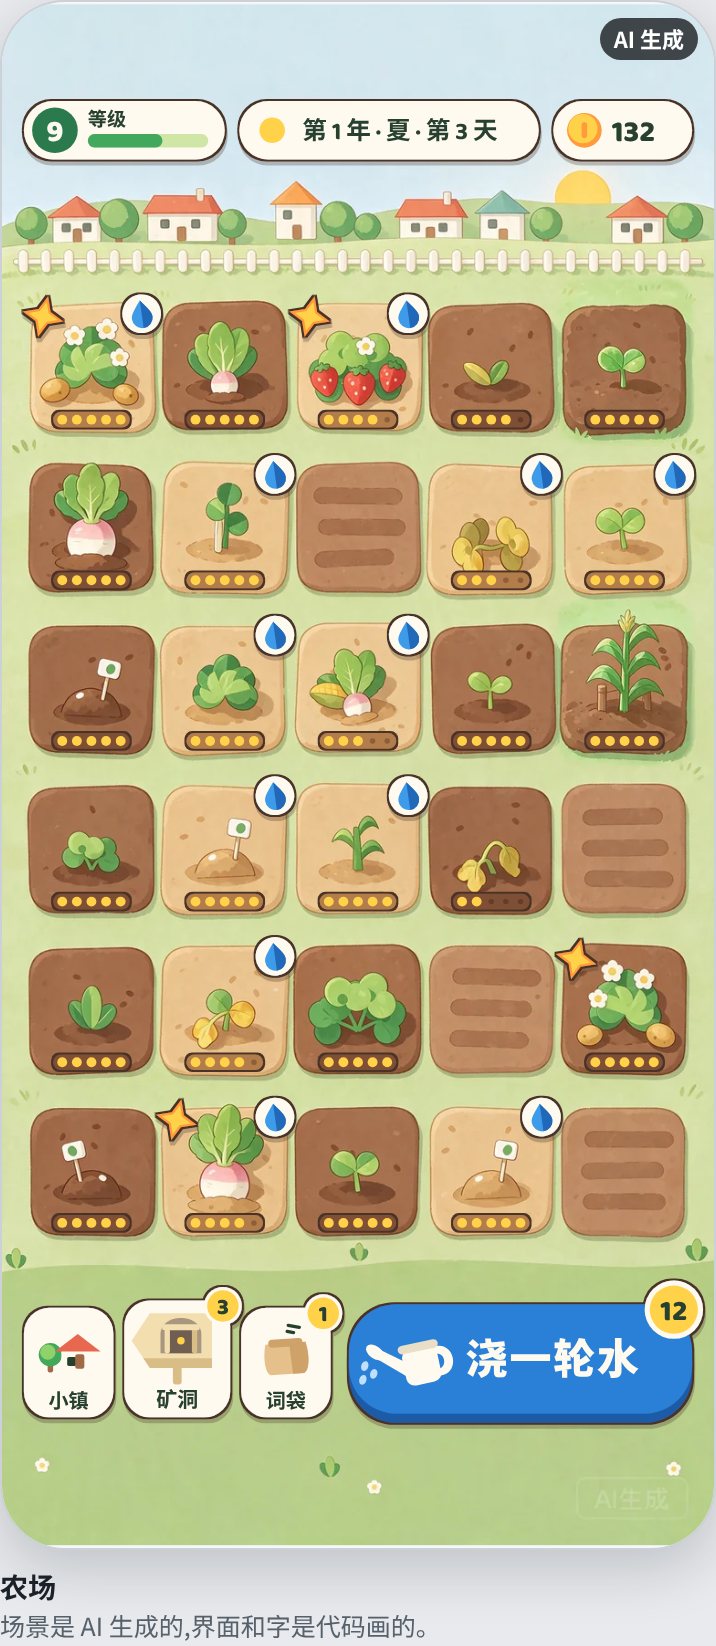 AI 生成
9
等级
第1年·夏·第3天
132
3
1
12
小镇
矿洞
词袋
浇一轮水
AI生成
农场
场景是 AI 生成的,界面和字是代码画的。